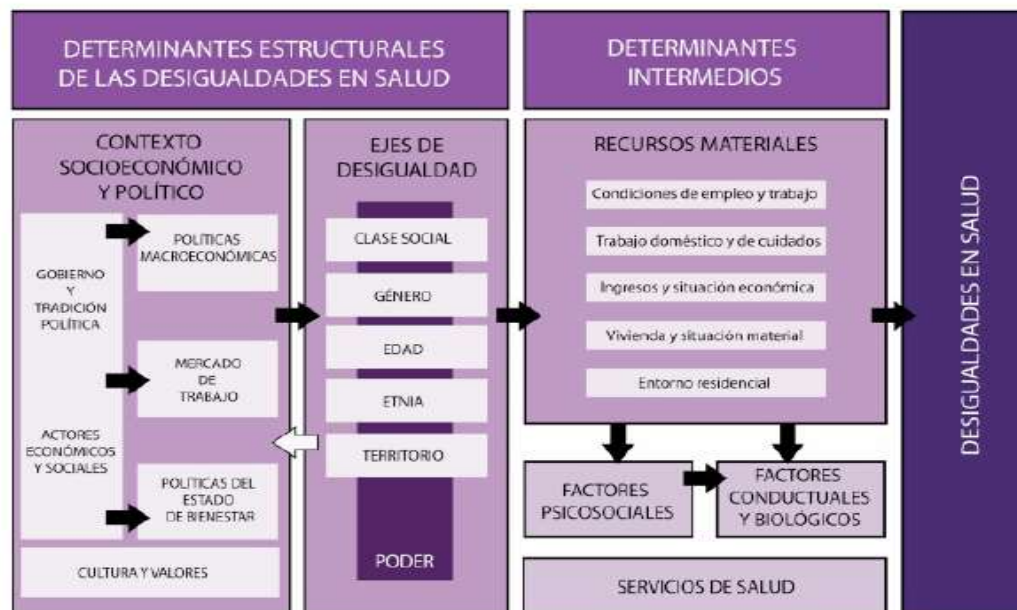 DETERMINANTES ESTRUCTURALES
DE LAS DESIGUALDADES EN SALUD
CONTEXTO
SOCIOECONÓMICO
Y POLÍTICO
GOBIERNO
Y
TRADICIÓN
POLÍTICA
ACTORES
ECONÓMICOS
Y SOCIALES
POLÍTICAS
MACROECONÓMICAS
MERCADO
DE
TRABAJO
POLÍTICAS DEL
ESTADO
DE BIENESTAR
CULTURA Y VALORES
EJES DE
DESIGUALDAD
CLASE SOCIAL
GÉNERO
EDAD
ETNIA
TERRITORIO
PODER
DETERMINANTES
INTERMEDIOS
RECURSOS MATERIALES
Condiciones de empleo y trabajo
Trabajo doméstico y de cuidados
Ingresos y situación económica
Vivienda y situación material
Entorno residencial
FACTORES
PSICOSOCIALES
FACTORES
CONDUCTUALES
Y BIOLÓGICOS
SERVICIOS DE SALUD
DESIGUALDADES EN SALUD